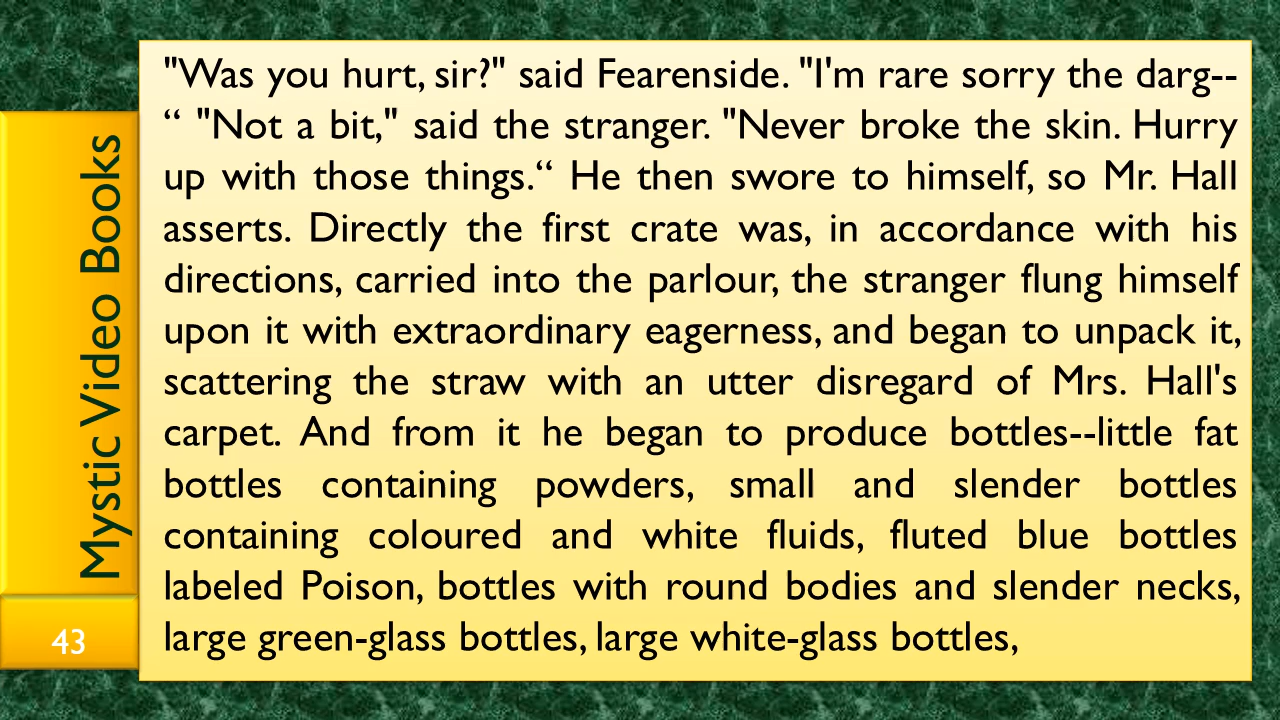 "Was you hurt, sir?" said Fearenside. "I'm rare sorry the darg--
“ "Not a bit," said the stranger. "Never broke the skin. Hurry
up with those things.“ He then swore to himself, so Mr. Hall
asserts. Directly the first crate was, in accordance with his
directions, carried into the parlour, the stranger flung himself
upon it with extraordinary eagerness, and began to unpack it,
scattering the straw with an utter disregard of Mrs. Hall's
carpet. And from it he began to produce bottles--little fat
bottles containing powders, small and slender bottles
containing coloured and white fluids, fluted blue bottles
labeled Poison, bottles with round bodies and slender necks,
large green-glass bottles, large white-glass bottles,
Mystic Video Books
43